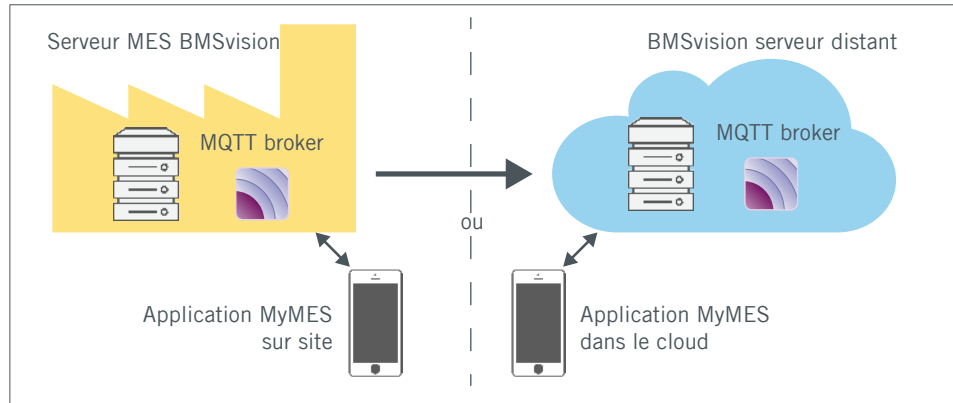 Serveur MES BMSvision
MQTT broker
Application MyMES
sur site
ou
BMSvision serveur distant
MQTT broker
Application MyMES
dans le cloud